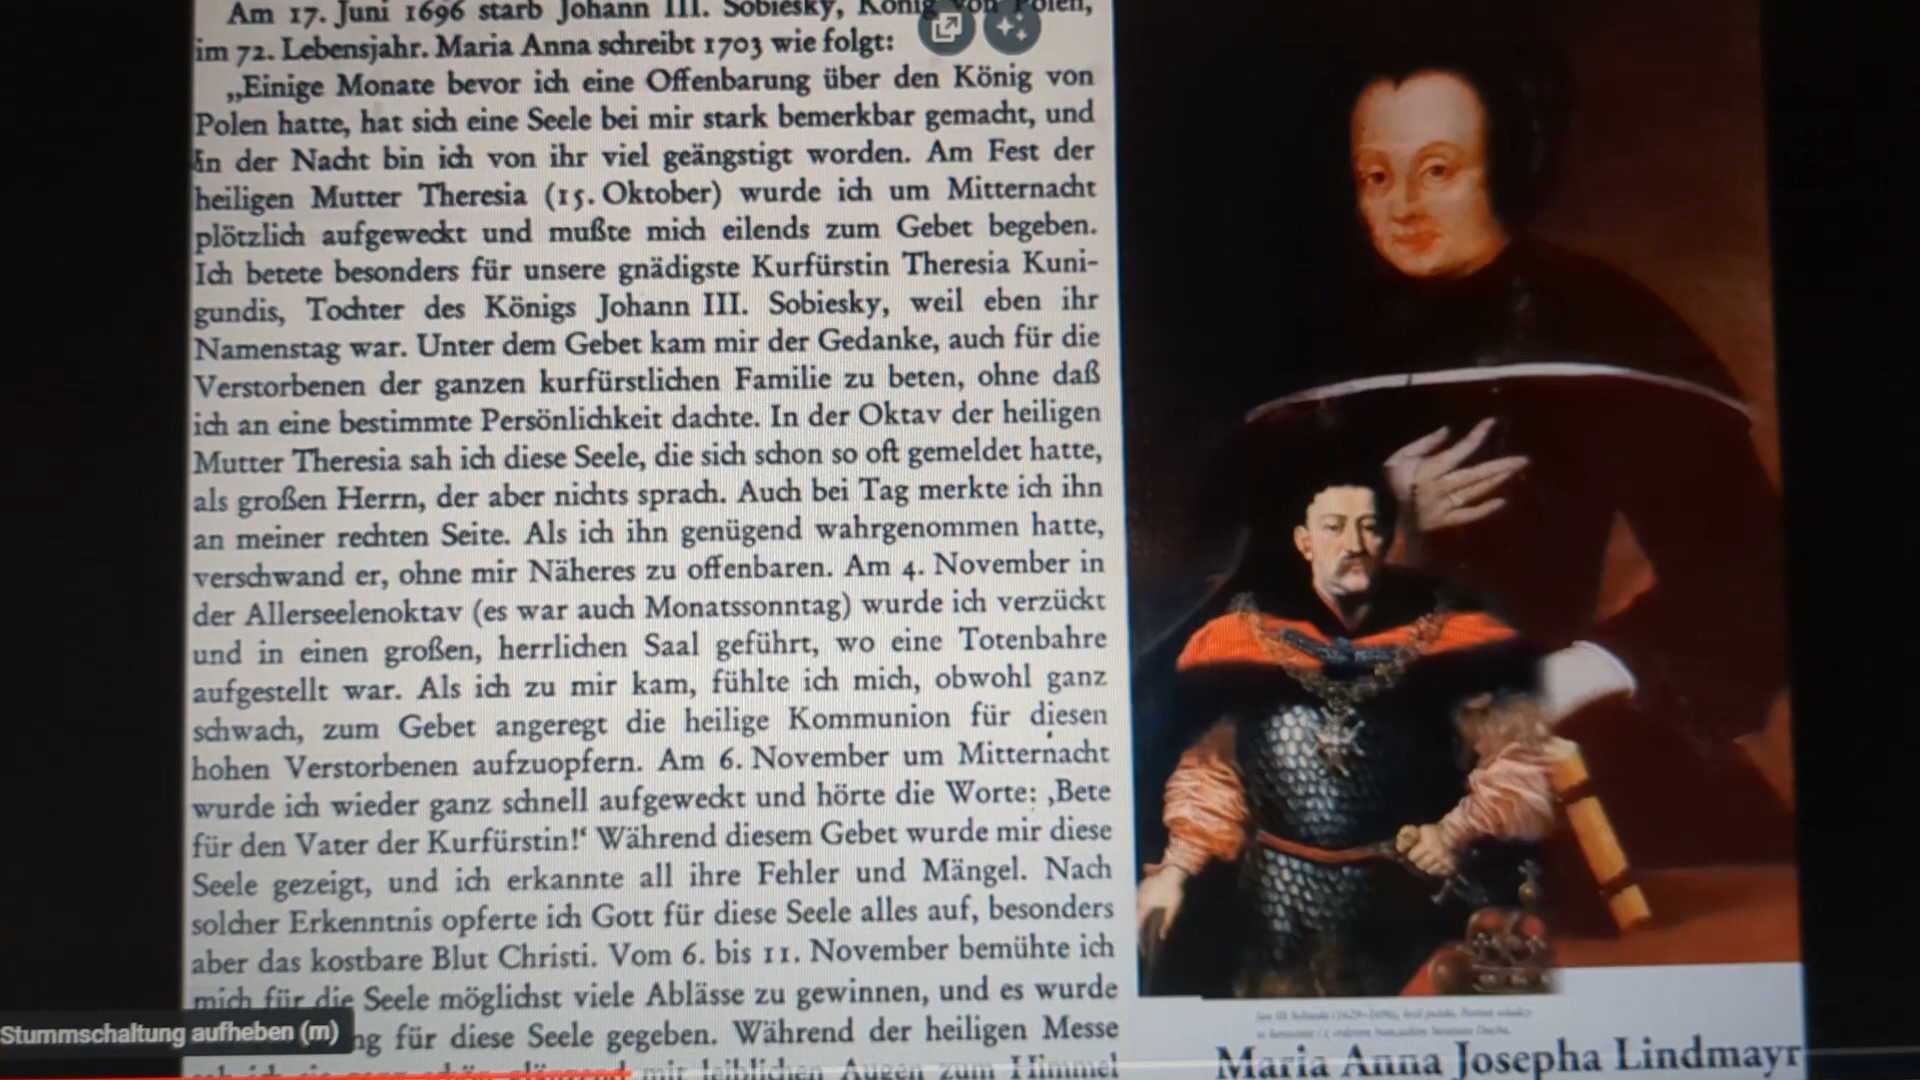 Am 17. Juni 1696 starb Johann III. Sobiesky, König von Polen,
im 72. Lebensjahr. Maria Anna schreibt 1703 wie folgt:
„Einige Monate bevor ich eine Offenbarung über den König von
Polen hatte, hat sich eine Seele bei mir stark bemerkbar gemacht, und
in der Nacht bin ich von ihr viel geängstigt worden. Am Fest der
heiligen Mutter Theresia (15. Oktober) wurde ich um Mitternacht
plötzlich aufgeweckt und mußte mich eilends zum Gebet begeben.
Ich betete besonders für unsere gnädigste Kurfürstin Theresia Kuni-
gundis, Tochter des Königs Johann III. Sobiesky, weil eben ihr
Namenstag war. Unter dem Gebet kam mir der Gedanke, auch für die
Verstorbenen der ganzen kurfürstlichen Familie zu beten, ohne daß
ich an eine bestimmte Persönlichkeit dachte. In der Oktav der heiligen
Mutter Theresia sah ich diese Seele, die sich schon so oft gemeldet hatte,
als großen Herrn, der aber nichts sprach. Auch bei Tag merkte ich ihn
an meiner rechten Seite. Als ich ihn genügend wahrgenommen hatte,
verschwand er, ohne mir Näheres zu offenbaren. Am 4. November in
der Allerseelenoktav (es war auch Monatssonntag) wurde ich verzückt
und in einen großen, herrlichen Saal geführt, wo eine Totenbahre
aufgestellt war. Als ich zu mir kam, fühlte ich mich, obwohl ganz
schwach, zum Gebet angeregt die heilige Kommunion für diesen
hohen Verstorbenen aufzuopfern. Am 6. November um Mitternacht
wurde ich wieder ganz schnell aufgeweckt und hörte die Worte: ‚Bete
für den Vater der Kurfürstin!‘ Während diesem Gebet wurde mir diese
Seele gezeigt, und ich erkannte all ihre Fehler und Mängel. Nach
solcher Erkenntnis opferte ich Gott für diese Seele alles auf, besonders
aber das kostbare Blut Christi. Vom 6. bis 11. November bemühte ich
mich für die Seele möglichst viele Ablässe zu gewinnen, und es wurde
ng für diese Seele gegeben. Während der heiligen Messe
mir leiblichen Augen zum Himmel
Stummschaltung aufheben (m)
Maria Anna Josepha Lindmayr